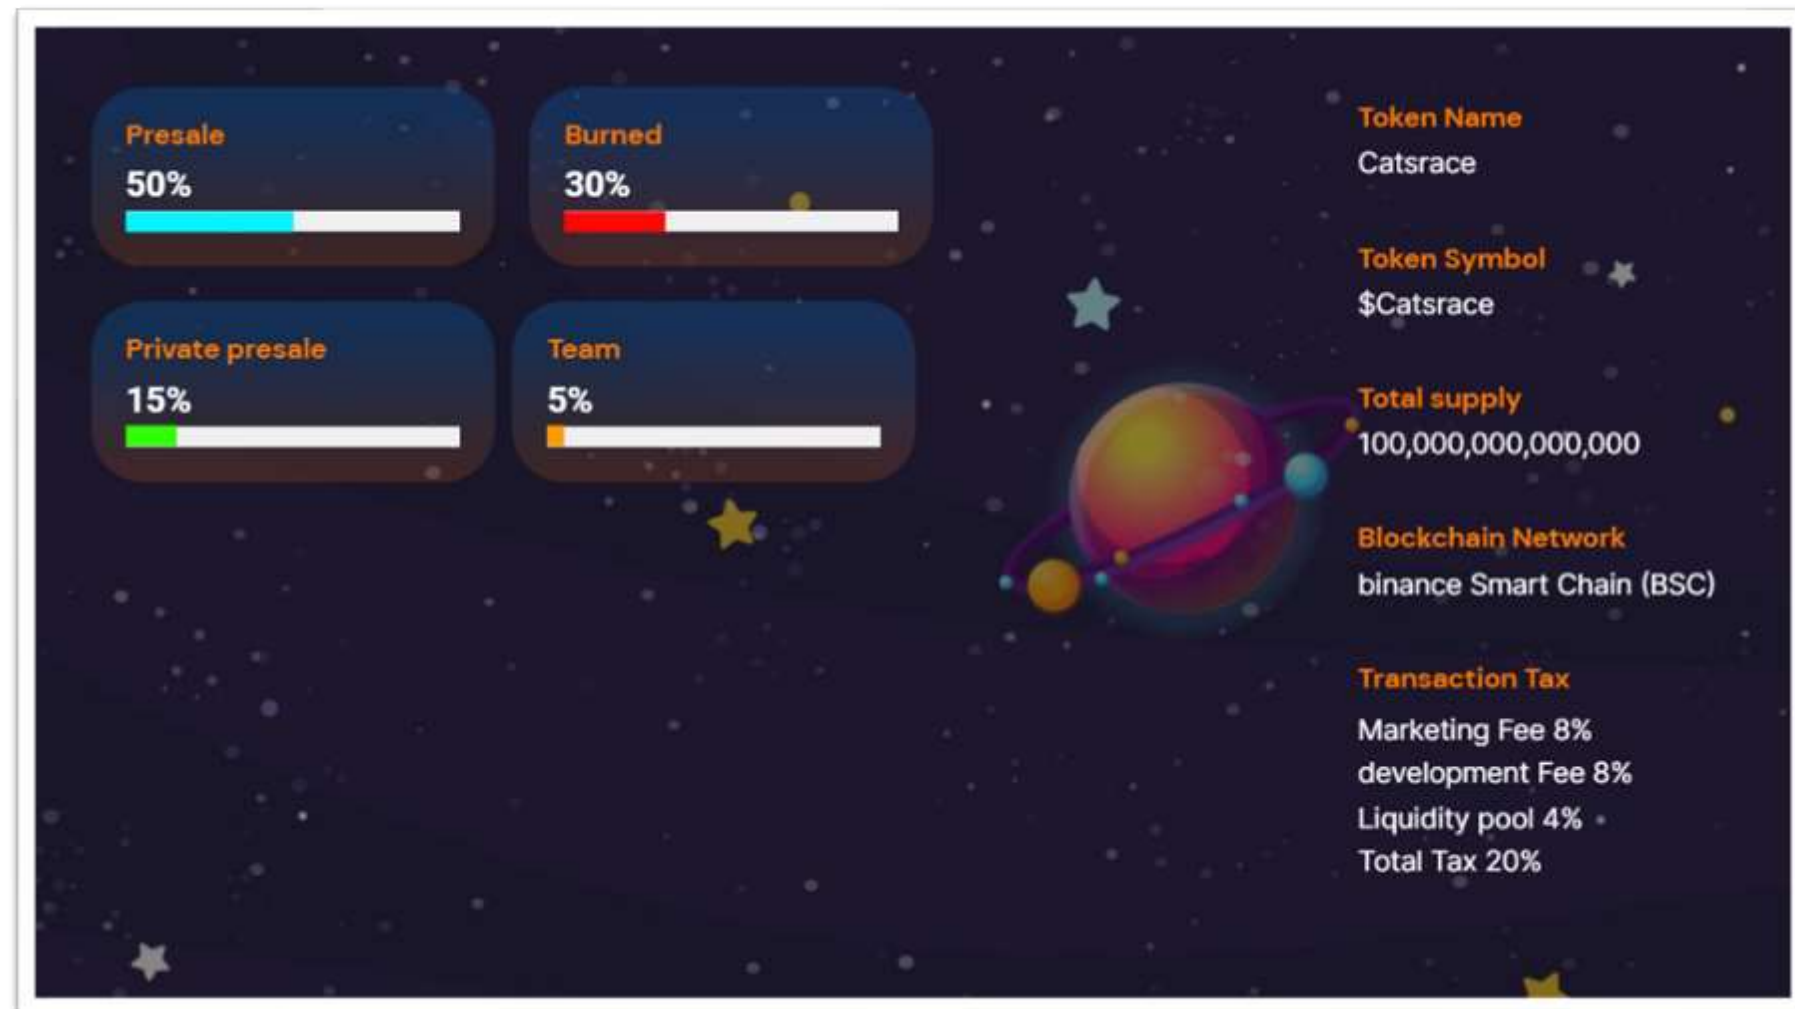 Presale
50%
Burned
30%
Private presale
15%
Team
5%
Token Name
Catsrace
Token Symbol
$Catsrace
Total supply
100,000,000,000,000
Blockchain Network
binance Smart Chain (BSC)
Transaction Tax
Marketing Fee 8%
development Fee 8%
Liquidity pool 4%
Total Tax 20%